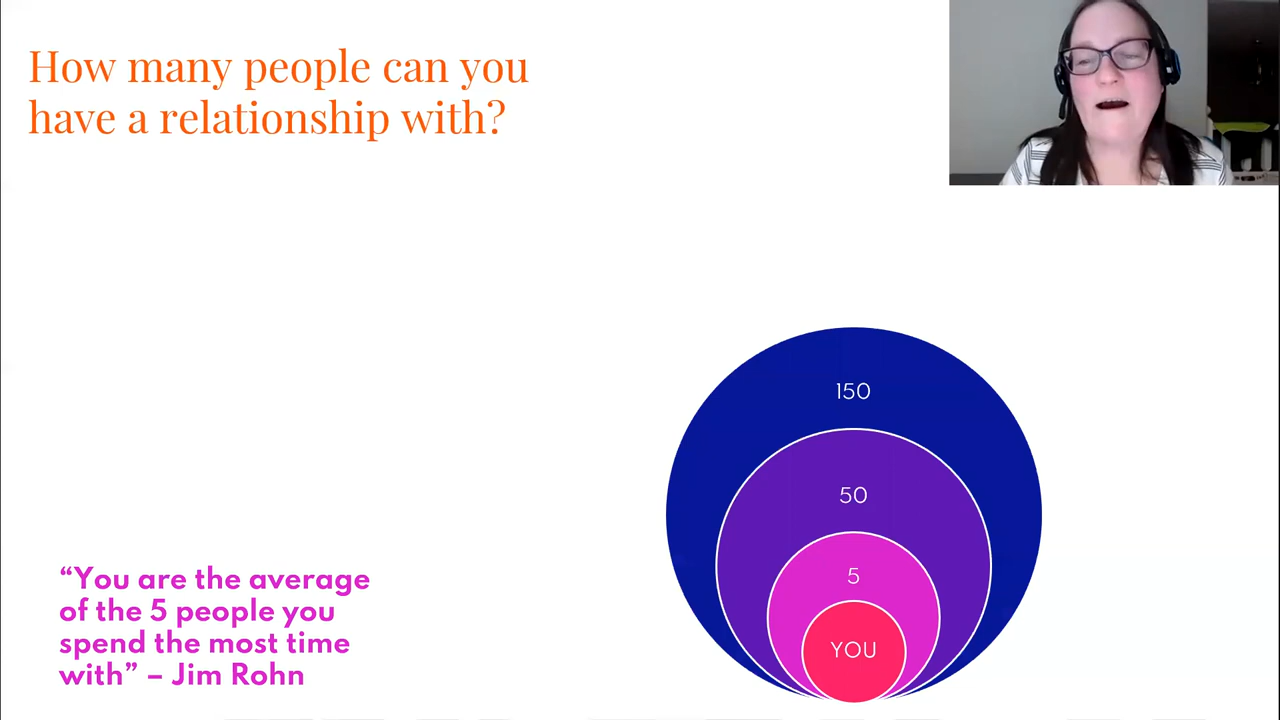 How many people can you
have a relationship with?
150
50
5
YOU
“You are the average
of the 5 people you
spend the most time
with” – Jim Rohn